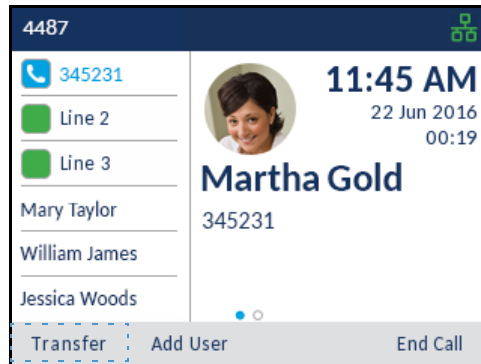 4487
345231
Line 2
Line 3
Mary Taylor
William James
Jessica Woods
11:45 AM
22 Jun 2016
00:19
Martha Gold
345231
Transfer
Add User
End Call